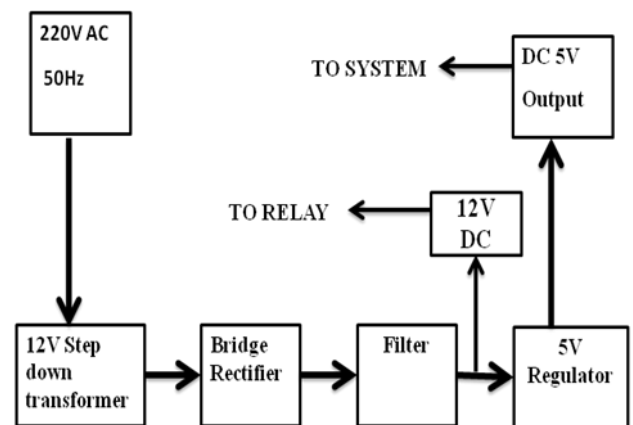 220V AC
50Hz
TO SYSTEM
DC 5V
Output
TO RELAY
12V
DC
12V Step
down
transformer
Bridge
Rectifier
Filter
5V
Regulator